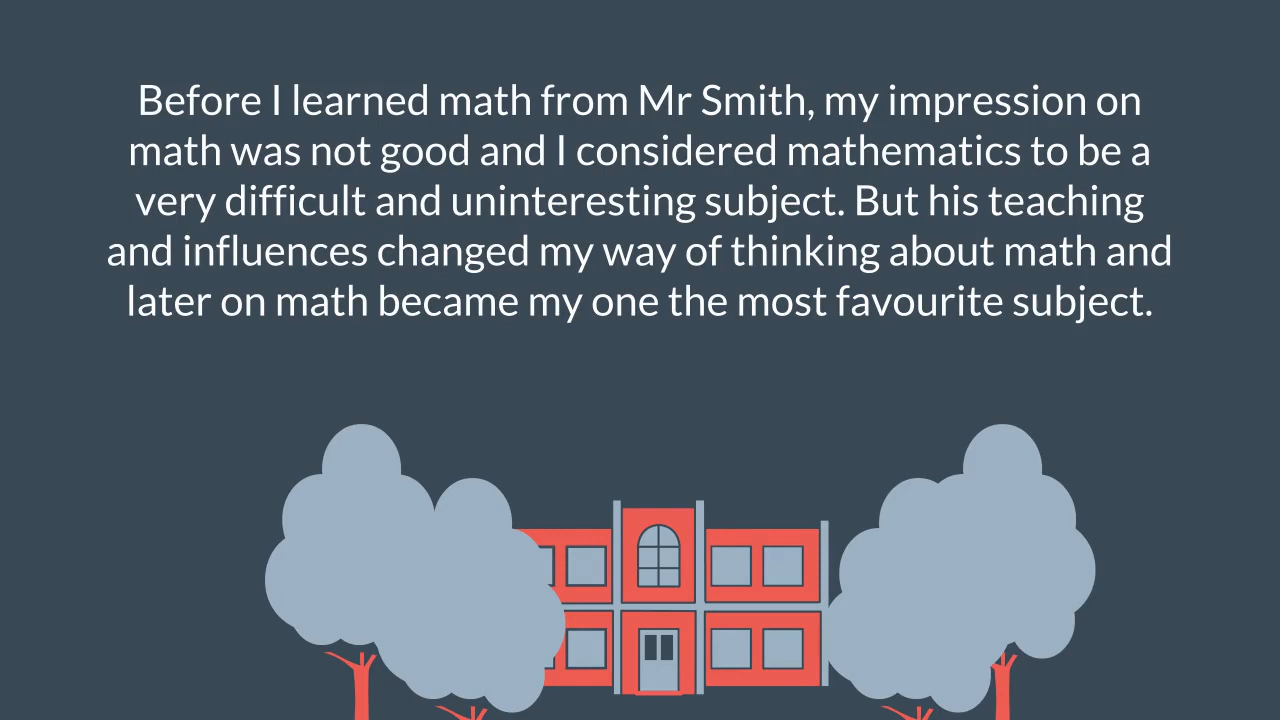 Before I learned math from Mr Smith, my impression on
math was not good and I considered mathematics to be a
very difficult and uninteresting subject. But his teaching
and influences changed my way of thinking about math and
later on math became my one the most favourite subject.